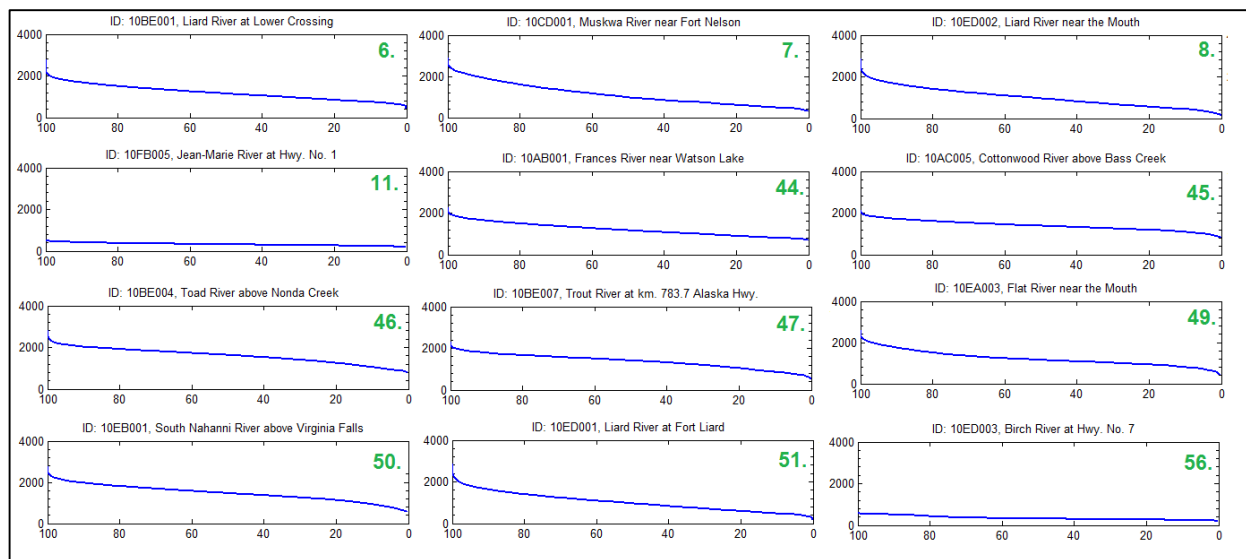 ID: 10BE001, Liard River at Lower Crossing
4000
2000
0
100 80 60 40 20 0
6.
ID: 10CD001, Muskwa River near Fort Nelson
4000
2000
0
100 80 60 40 20 0
7.
ID: 10ED002, Liard River near the Mouth
4000
2000
0
100 80 60 40 20 0
8.
ID: 10FB005, Jean-Marie River at Hwy. No. 1
4000
2000
0
100 80 60 40 20 0
11.
ID: 10AB001, Frances River near Watson Lake
4000
2000
0
100 80 60 40 20 0
44.
ID: 10AC005, Cottonwood River above Bass Creek
4000
2000
0
100 80 60 40 20 0
45.
ID: 10BE004, Toad River above Nonda Creek
4000
2000
0
100 80 60 40 20 0
46.
ID: 10BE007, Trout River at km. 783.7 Alaska Hwy.
4000
2000
0
100 80 60 40 20 0
47.
ID: 10EA003, Flat River near the Mouth
4000
2000
0
100 80 60 40 20 0
49.
ID: 10EB001, South Nahanni River above Virginia Falls
4000
2000
0
100 80 60 40 20 0
50.
ID: 10ED001, Liard River at Fort Liard
4000
2000
0
100 80 60 40 20 0
51.
ID: 10ED003, Birch River at Hwy. No. 7
4000
2000
0
100 80 60 40 20 0
56.